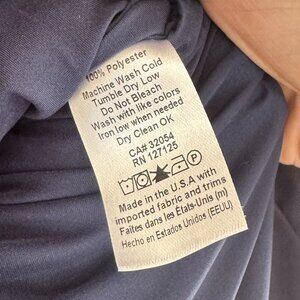 100% Polyester
Machine Wash Cold
Tumble Dry Low
Do Not Bleach
Wash with like colors
Iron low when needed
Dry Clean OK
CA# 32054
RN 127125
Made in the U.S.A with
imported fabric and trims
Faites dans les États-Unis (m)
Hecho en Estados Unidos (EEUU)